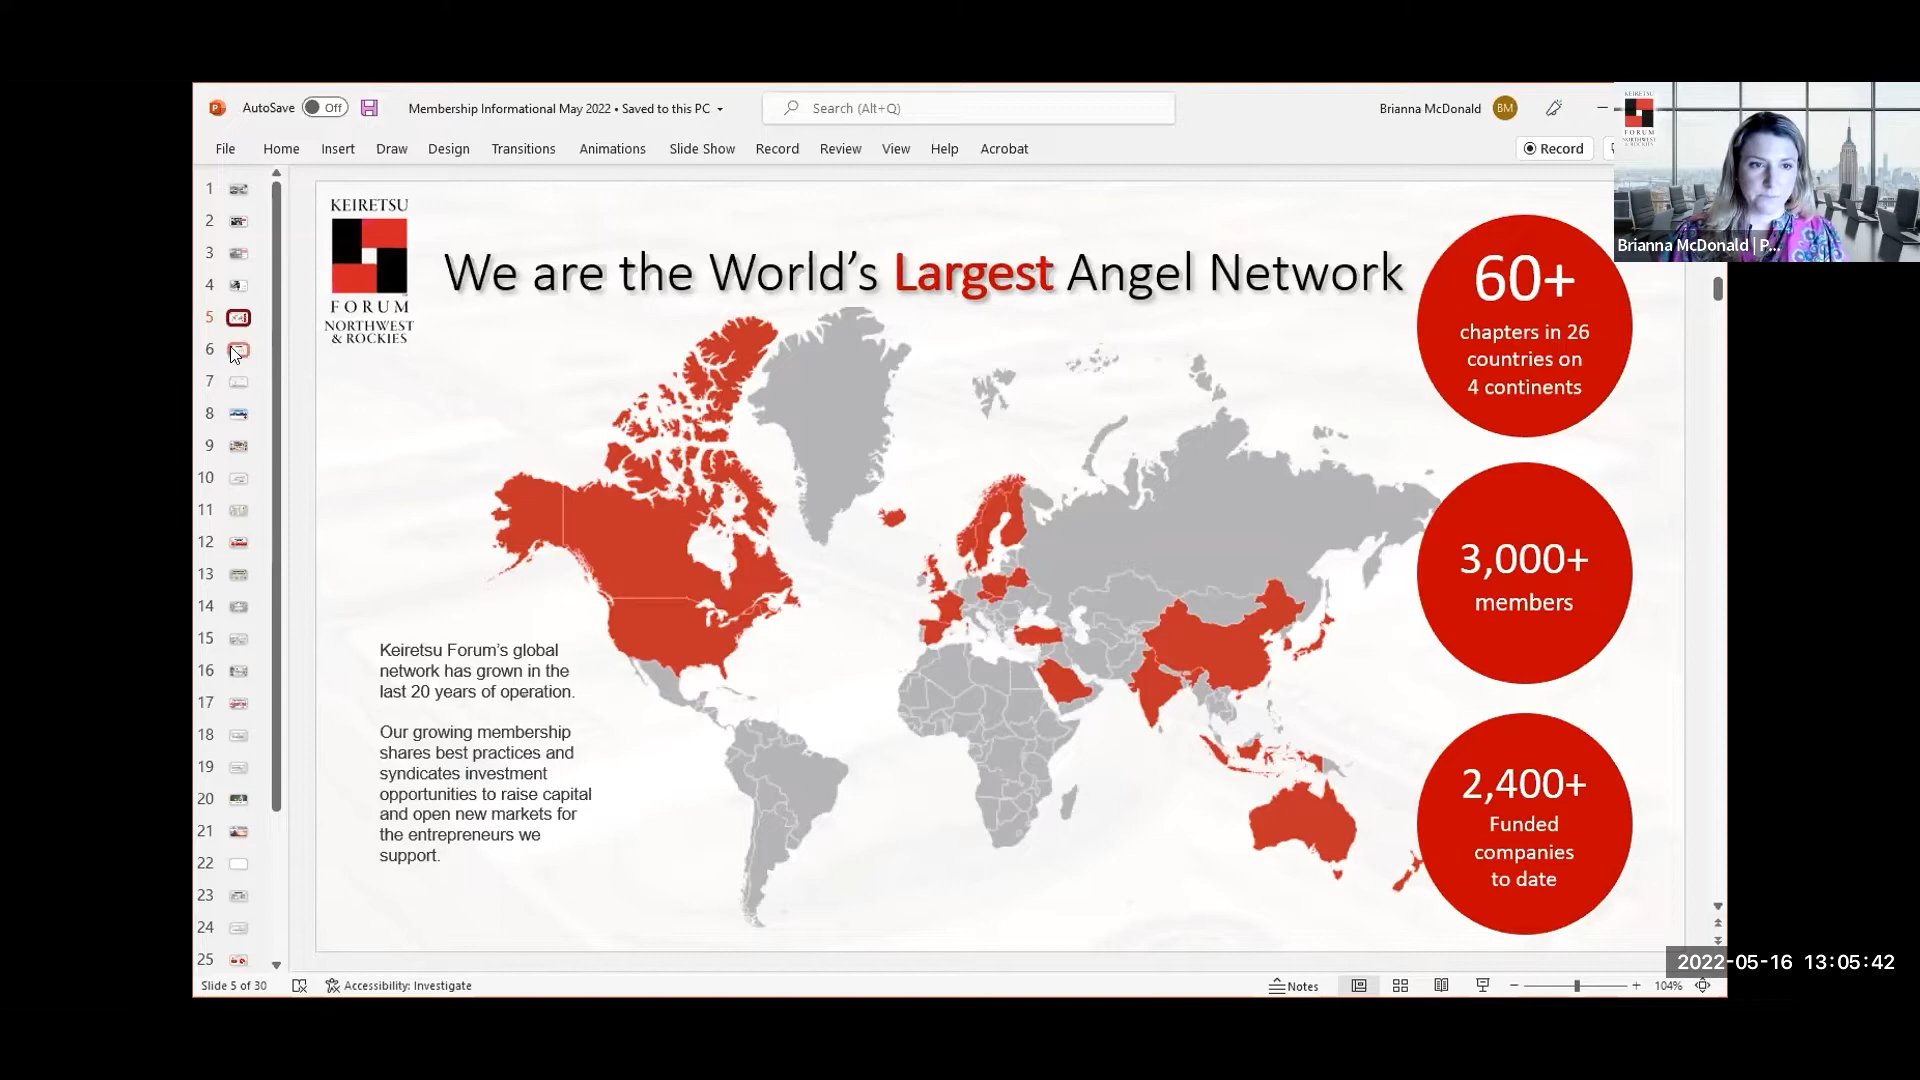 AutoSave Off
Membership Informational May 2022 • Saved to this PC
Search (Alt+Q)
Brianna McDonald BM
File Home Insert Draw Design Transitions Animations Slide Show Record Review View Help Acrobat
Record
1
2
3
4
5
6
7
8
9
10
11
12
13
14
15
16
17
18
19
20
21
22
23
24
25
KEIRETSU
FORUM
NORTHWEST
& ROCKIES
We are the World’s Largest Angel Network
60+
chapters in 26
countries on
4 continents
3,000+
members
2,400+
Funded
companies
to date
Keiretsu Forum’s global
network has grown in the
last 20 years of operation.
Our growing membership
shares best practices and
syndicates investment
opportunities to raise capital
and open new markets for
the entrepreneurs we
support.
KEIRETSU
FORUM
NORTHWEST
& ROCKIES
Brianna McDonald | P...
2022-05-16 13:05:42
Slide 5 of 30
Accessibility: Investigate
Notes
104%